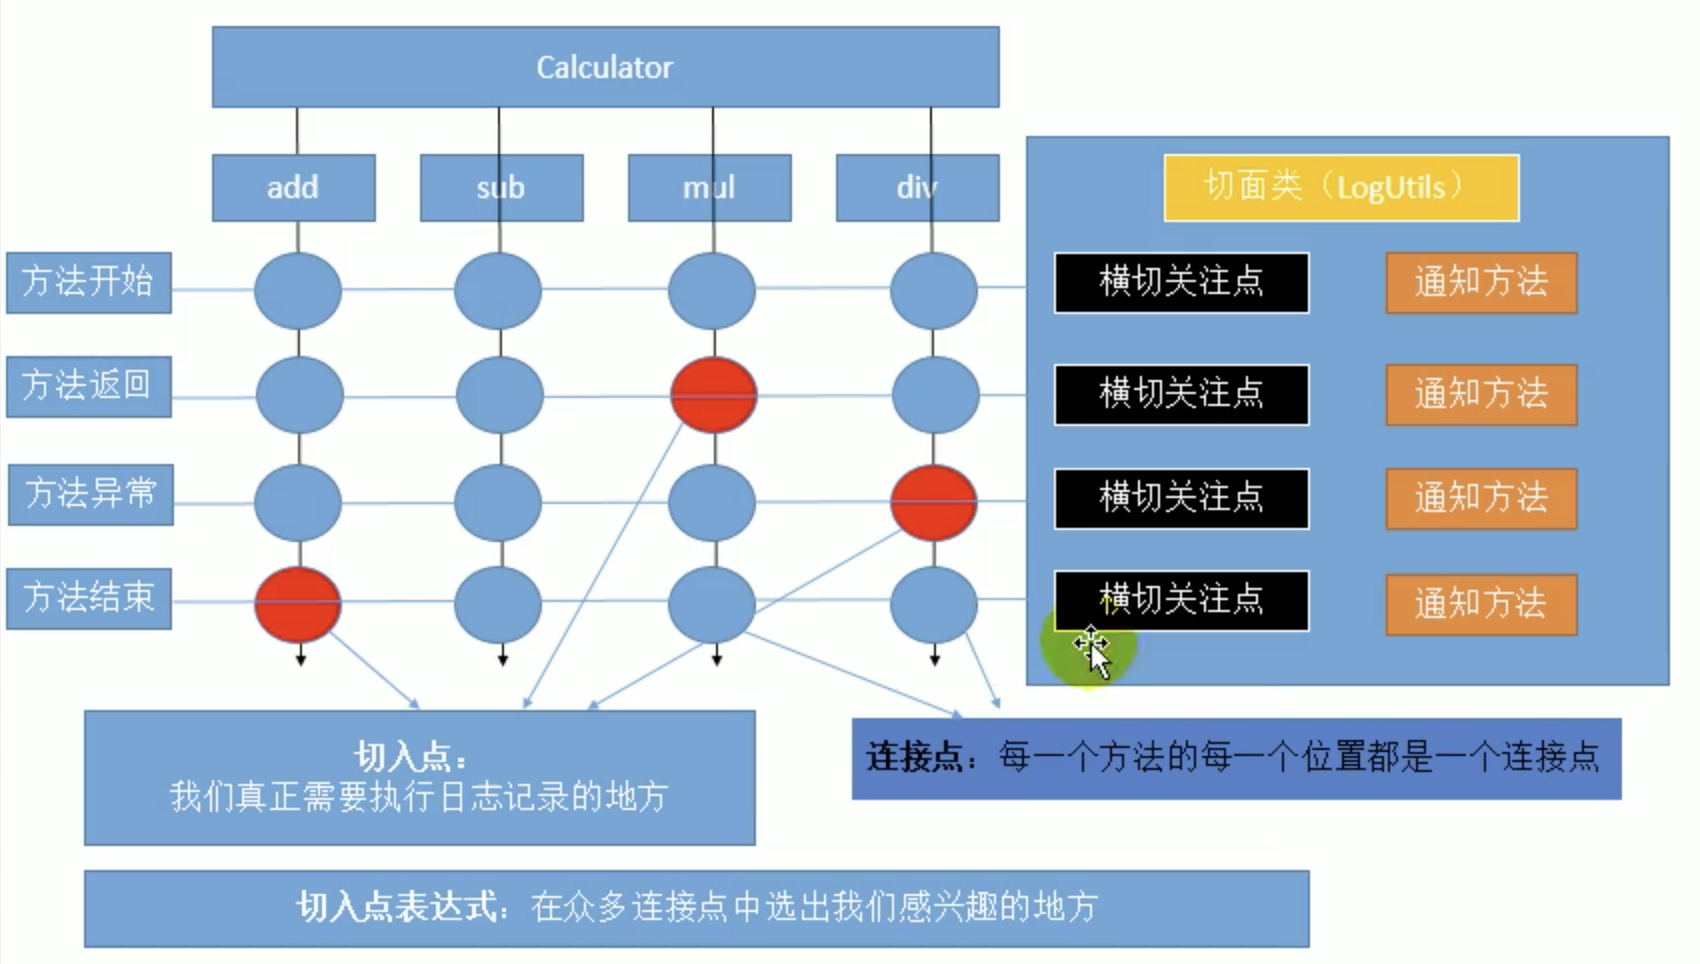 Calculator
add
sub
mul
div
切面类（LogUtils）
方法开始
横切关注点
通知方法
方法返回
横切关注点
通知方法
方法异常
横切关注点
通知方法
方法结束
横切关注点
通知方法
切入点：
我们真正需要执行日志记录的地方
连接点：每一个方法的每一个位置都是一个连接点
切入点表达式：在众多连接点中选出我们感兴趣的地方